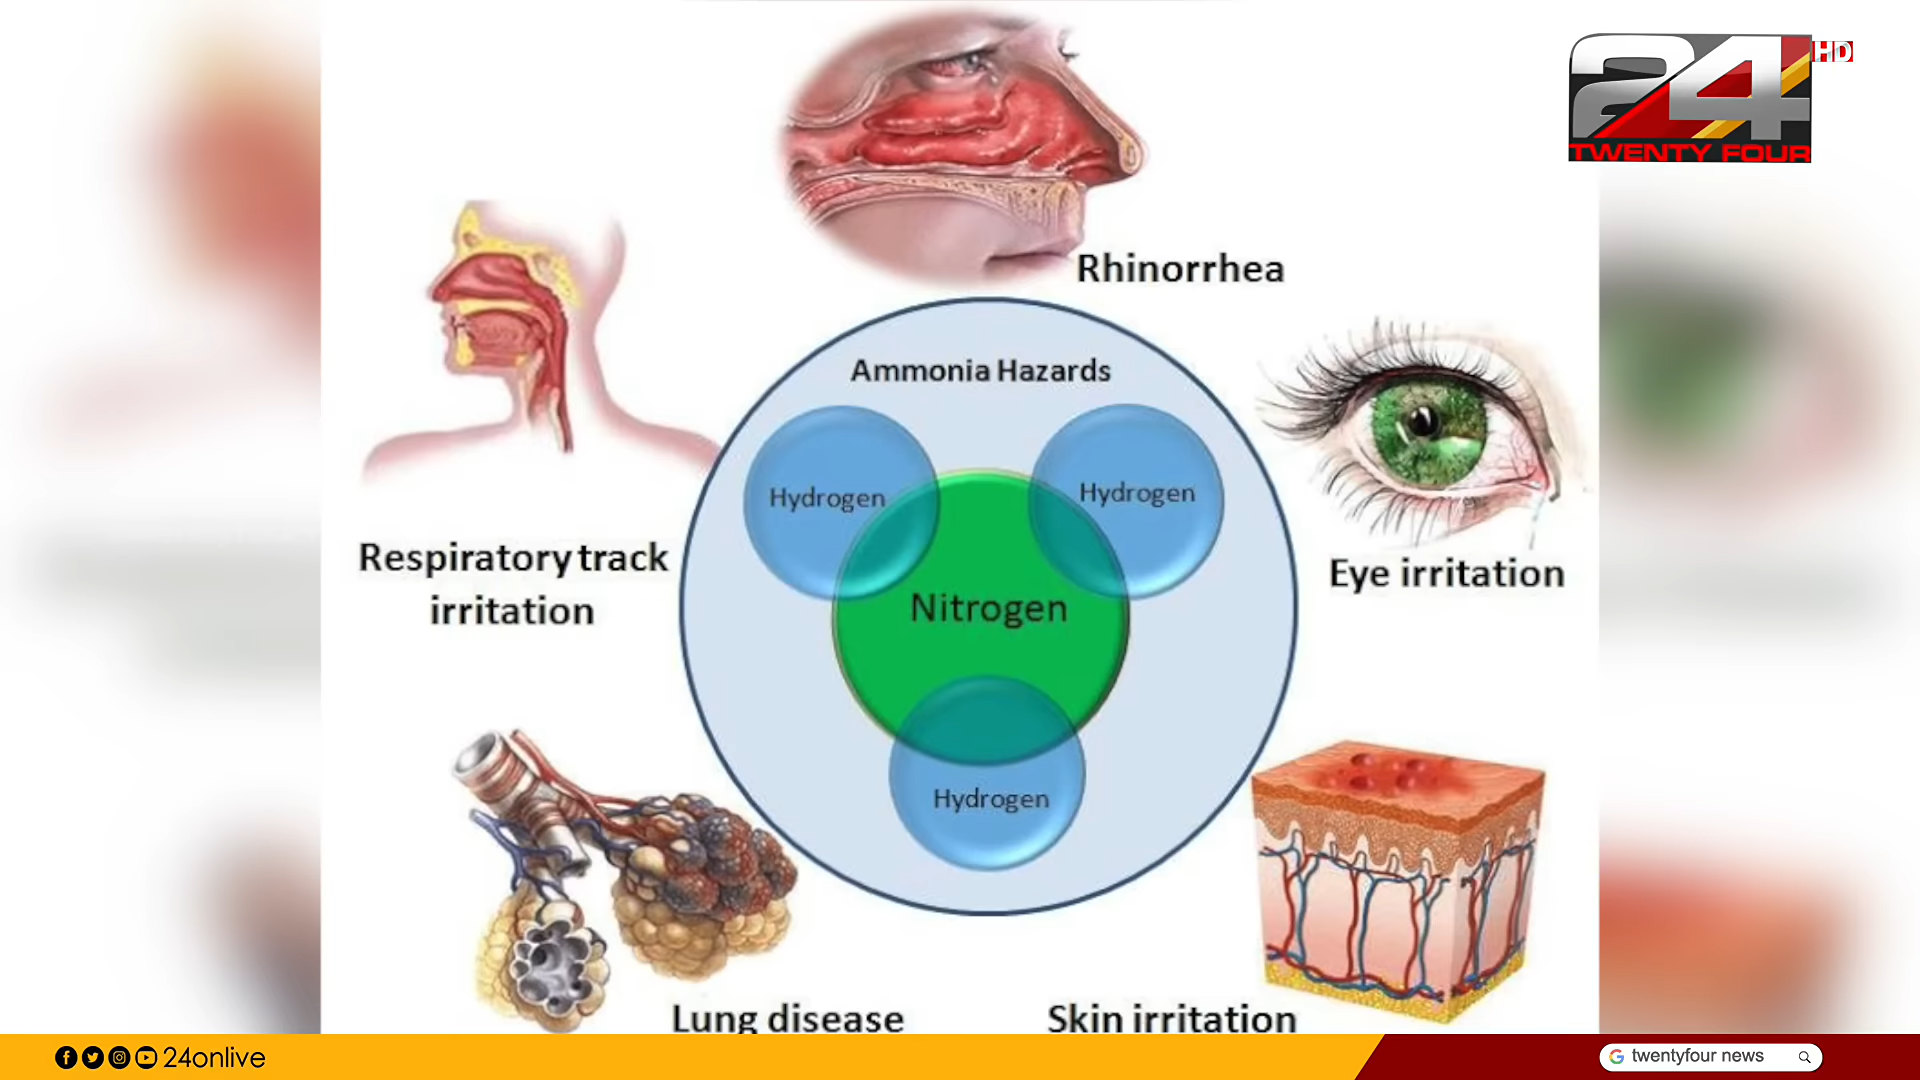 24
HD
TWENTY FOUR
Rhinorrhea
Ammonia Hazards
Hydrogen
Hydrogen
Respiratory track
irritation
Nitrogen
Eye irritation
Hydrogen
Lung disease
Skin irritation
24onlive
twentyfour news